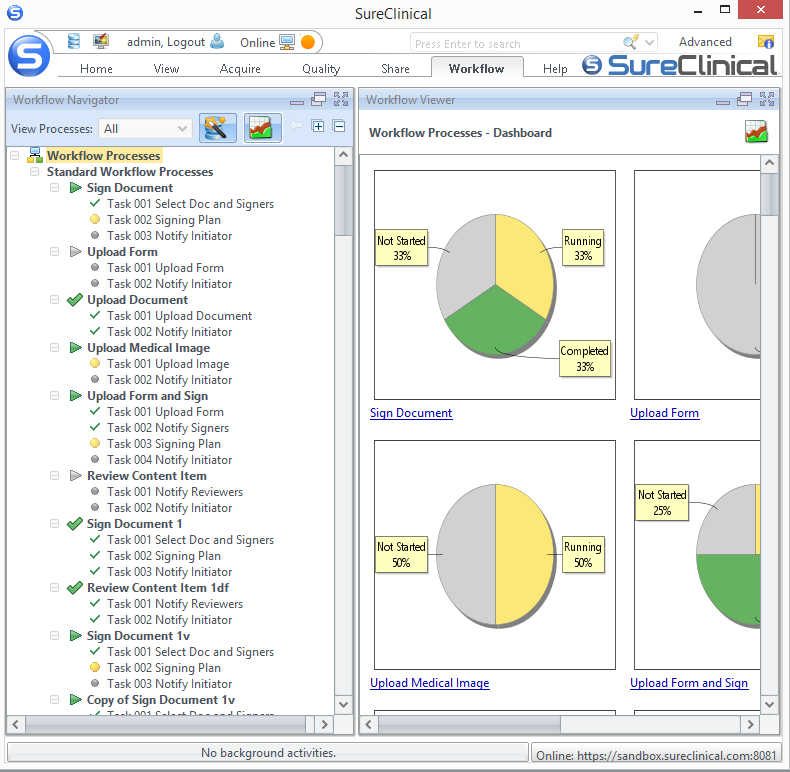 SureClinical
admin, Logout
Online
Press Enter to search
Advanced
Home
View
Acquire
Quality
Share
Workflow
Help
S SureClinical
Workflow Navigator
View Processes:
All
Workflow Processes
Standard Workflow Processes
Sign Document
Task 001 Select Doc and Signers
Task 002 Signing Plan
Task 003 Notify Initiator
Upload Form
Task 001 Upload Form
Task 002 Notify Initiator
Upload Document
Task 001 Upload Document
Task 002 Notify Initiator
Upload Medical Image
Task 001 Upload Image
Task 002 Notify Initiator
Upload Form and Sign
Task 001 Upload Form
Task 002 Notify Signers
Task 003 Signing Plan
Task 004 Notify Initiator
Review Content Item
Task 001 Notify Reviewers
Task 002 Notify Initiator
Sign Document 1
Task 001 Select Doc and Signers
Task 002 Signing Plan
Task 003 Notify Initiator
Review Content Item 1df
Task 001 Notify Reviewers
Task 002 Notify Initiator
Sign Document 1v
Task 001 Select Doc and Signers
Task 002 Signing Plan
Task 003 Notify Initiator
Copy of Sign Document 1v
Task 001 Select Doc and Signers
Workflow Viewer
Workflow Processes - Dashboard
Not Started
33%
Running
33%
Completed
33%
Sign Document
Upload Form
Not Started
50%
Running
50%
Upload Medical Image
Not Started
25%
Upload Form and Sign
No background activities.
Online: https://sandbox.sureclinical.com:8081